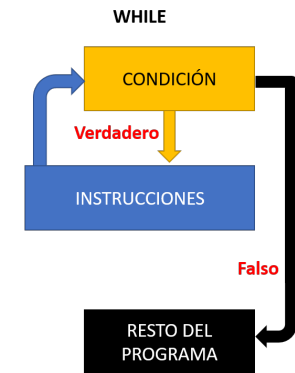 WHILE
CONDICIÓN
Verdadero
INSTRUCCIONES
Falso
RESTO DEL
PROGRAMA